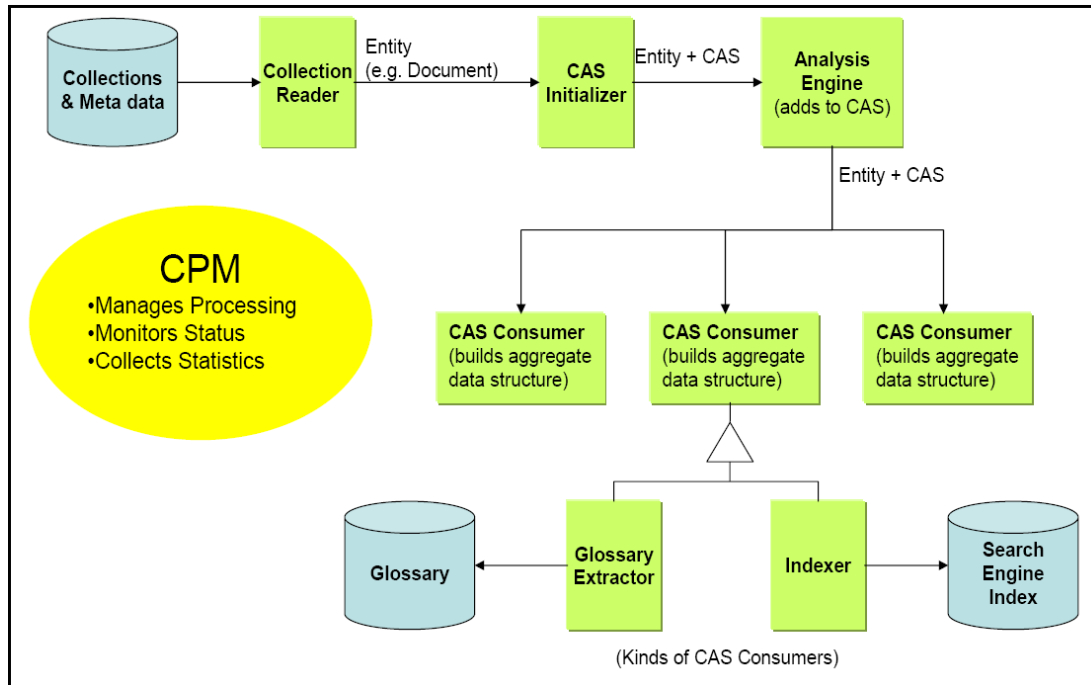 Collections
& Meta data
Collection
Reader
Entity
(e.g. Document)
CAS
Initializer
Entity + CAS
Analysis
Engine
(adds to CAS)
Entity + CAS
CPM
•Manages Processing
•Monitors Status
•Collects Statistics
CAS Consumer
(builds aggregate
data structure)
CAS Consumer
(builds aggregate
data structure)
CAS Consumer
(builds aggregate
data structure)
Glossary
Glossary
Extractor
Indexer
Search
Engine
Index
(Kinds of CAS Consumers)